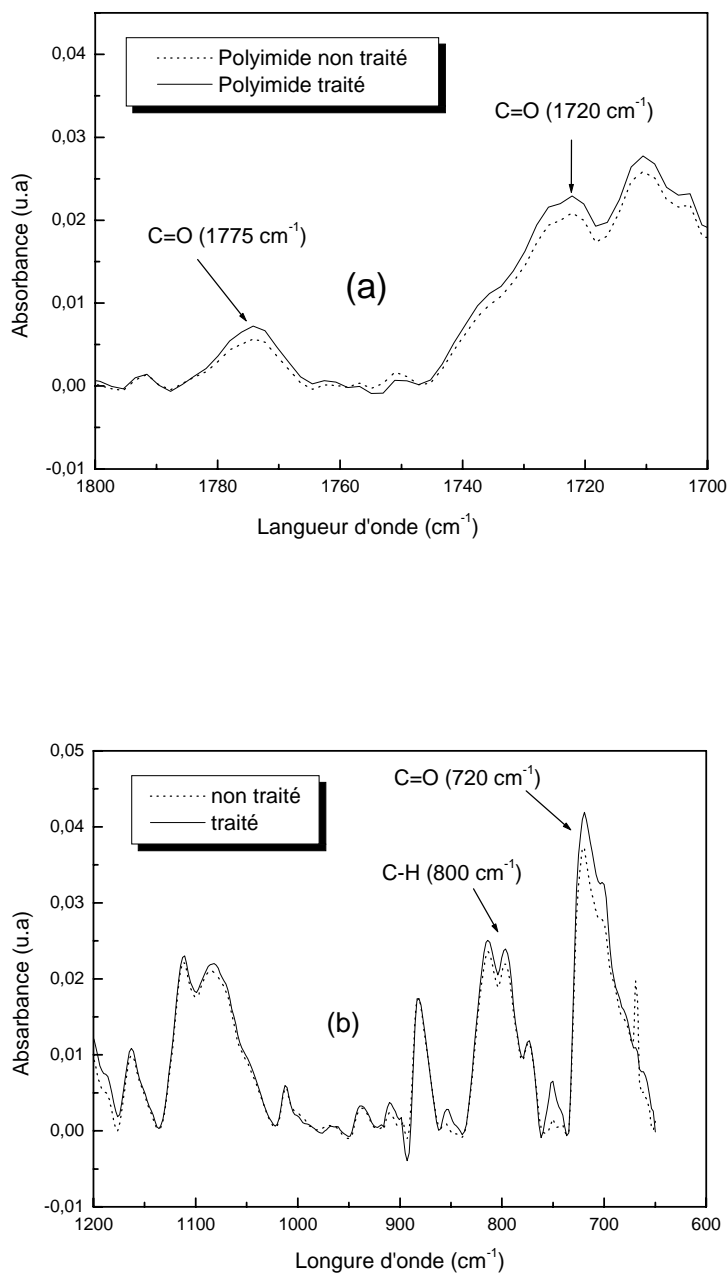 0,04
0,03
0,02
0,01
0,00
-0,01
Absorbance (u.a)
Polyimide non traité
Polyimide traité
C=O (1720 cm⁻¹)
C=O (1775 cm⁻¹)
(a)
1800 1780 1760 1740 1720 1700
Langueur d'onde (cm⁻¹)
0,05
0,04
0,03
0,02
0,01
0,00
-0,01
Absarbance (u.a)
non traité
traité
C=O (720 cm⁻¹)
C-H (800 cm⁻¹)
(b)
1200 1100 1000 900 800 700 600
Longure d'onde (cm⁻¹)